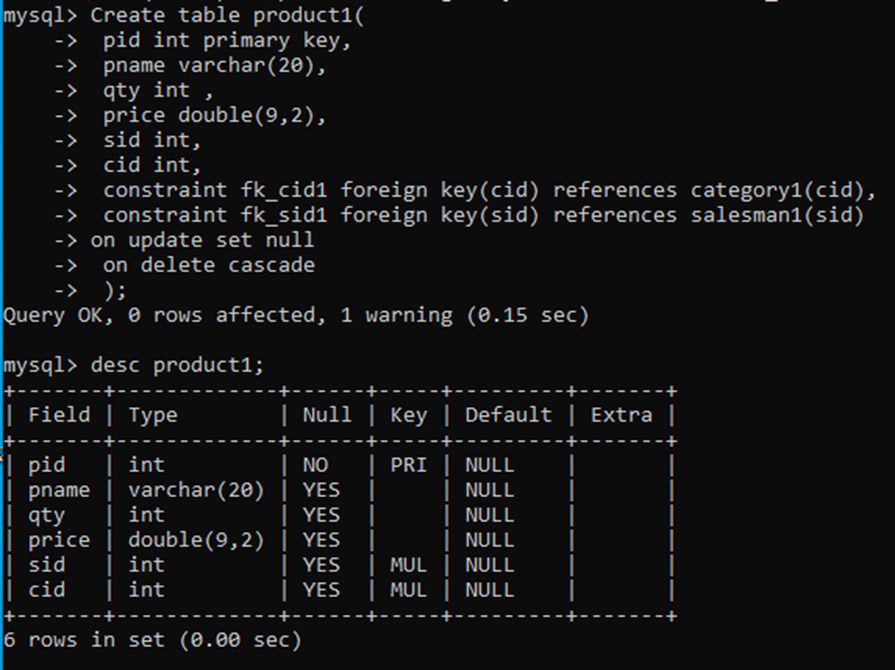 mysql> Create table product1(
    ->  pid int primary key,
    ->  pname varchar(20),
    ->  qty int ,
    ->  price double(9,2),
    ->  sid int,
    ->  cid int,
    ->  constraint fk_cid1 foreign key(cid) references category1(cid),
    ->  constraint fk_sid1 foreign key(sid) references salesman1(sid)
    -> on update set null
    ->  on delete cascade
    ->  );
Query OK, 0 rows affected, 1 warning (0.15 sec)
mysql> desc product1;
+-------+-------------+------+-----+---------+-------+
| Field | Type        | Null | Key | Default | Extra |
+-------+-------------+------+-----+---------+-------+
| pid   | int         | NO   | PRI | NULL    |       |
| pname | varchar(20) | YES  |     | NULL    |       |
| qty   | int         | YES  |     | NULL    |       |
| price | double(9,2) | YES  |     | NULL    |       |
| sid   | int         | YES  | MUL | NULL    |       |
| cid   | int         | YES  | MUL | NULL    |       |
+-------+-------------+------+-----+---------+-------+
6 rows in set (0.00 sec)